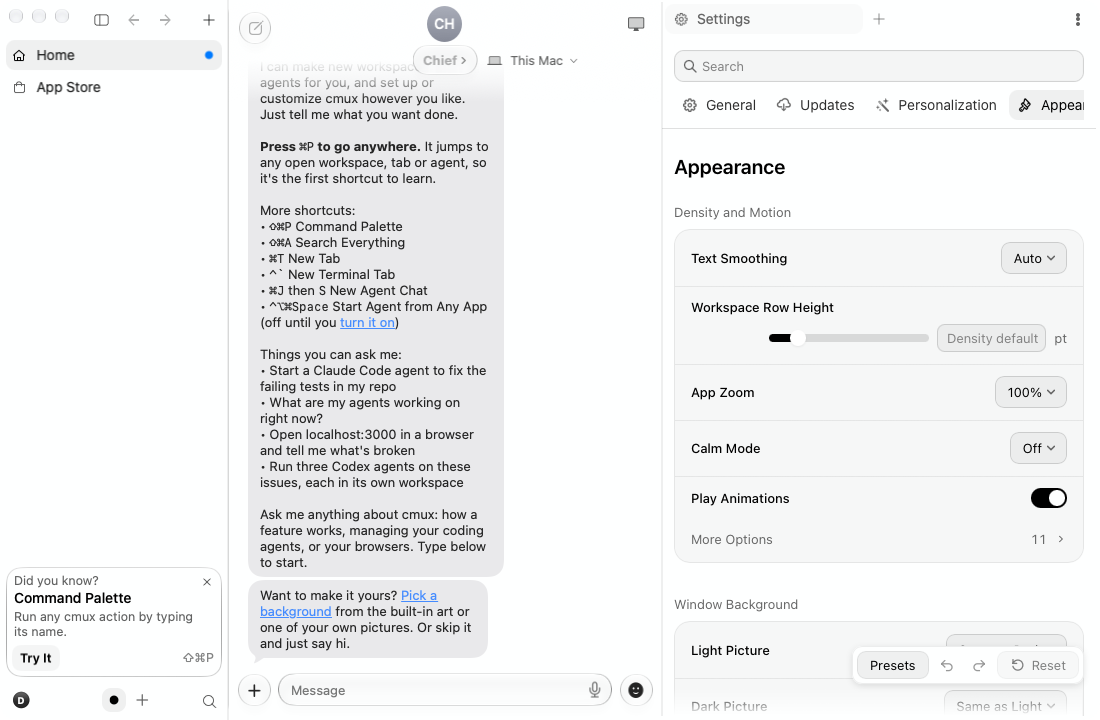 Home
App Store
Did you know?
Command Palette
Run any cmux action by typing
its name.
Try It
⇧⌘P
D
CH
Chief
This Mac
I can make new
agents for you, and set up or
customize cmux however you like.
Just tell me what you want done.
Press ⌘P to go anywhere. It jumps to
any open workspace, tab or agent, so
it's the first shortcut to learn.
More shortcuts:
• ⇧⌘P Command Palette
• ⇧⌘A Search Everything
• ⌘T New Tab
• ^` New Terminal Tab
• ⌘J then S New Agent Chat
• ^⌥⌘Space Start Agent from Any App
(off until you turn it on)
Things you can ask me:
• Start a Claude Code agent to fix the
failing tests in my repo
• What are my agents working on
right now?
• Open localhost:3000 in a browser
and tell me what's broken
• Run three Codex agents on these
issues, each in its own workspace
Ask me anything about cmux: how a
feature works, managing your coding
agents, or your browsers. Type below
to start.
Want to make it yours? Pick a
background from the built-in art or
one of your own pictures. Or skip it
and just say hi.
Message
Settings
Search
General
Updates
Personalization
Appear
Appearance
Density and Motion
Text Smoothing
Auto
Workspace Row Height
Density default
pt
App Zoom
100%
Calm Mode
Off
Play Animations
More Options
11
Window Background
Light Picture
Presets
Reset
Dark Picture
Same as Light